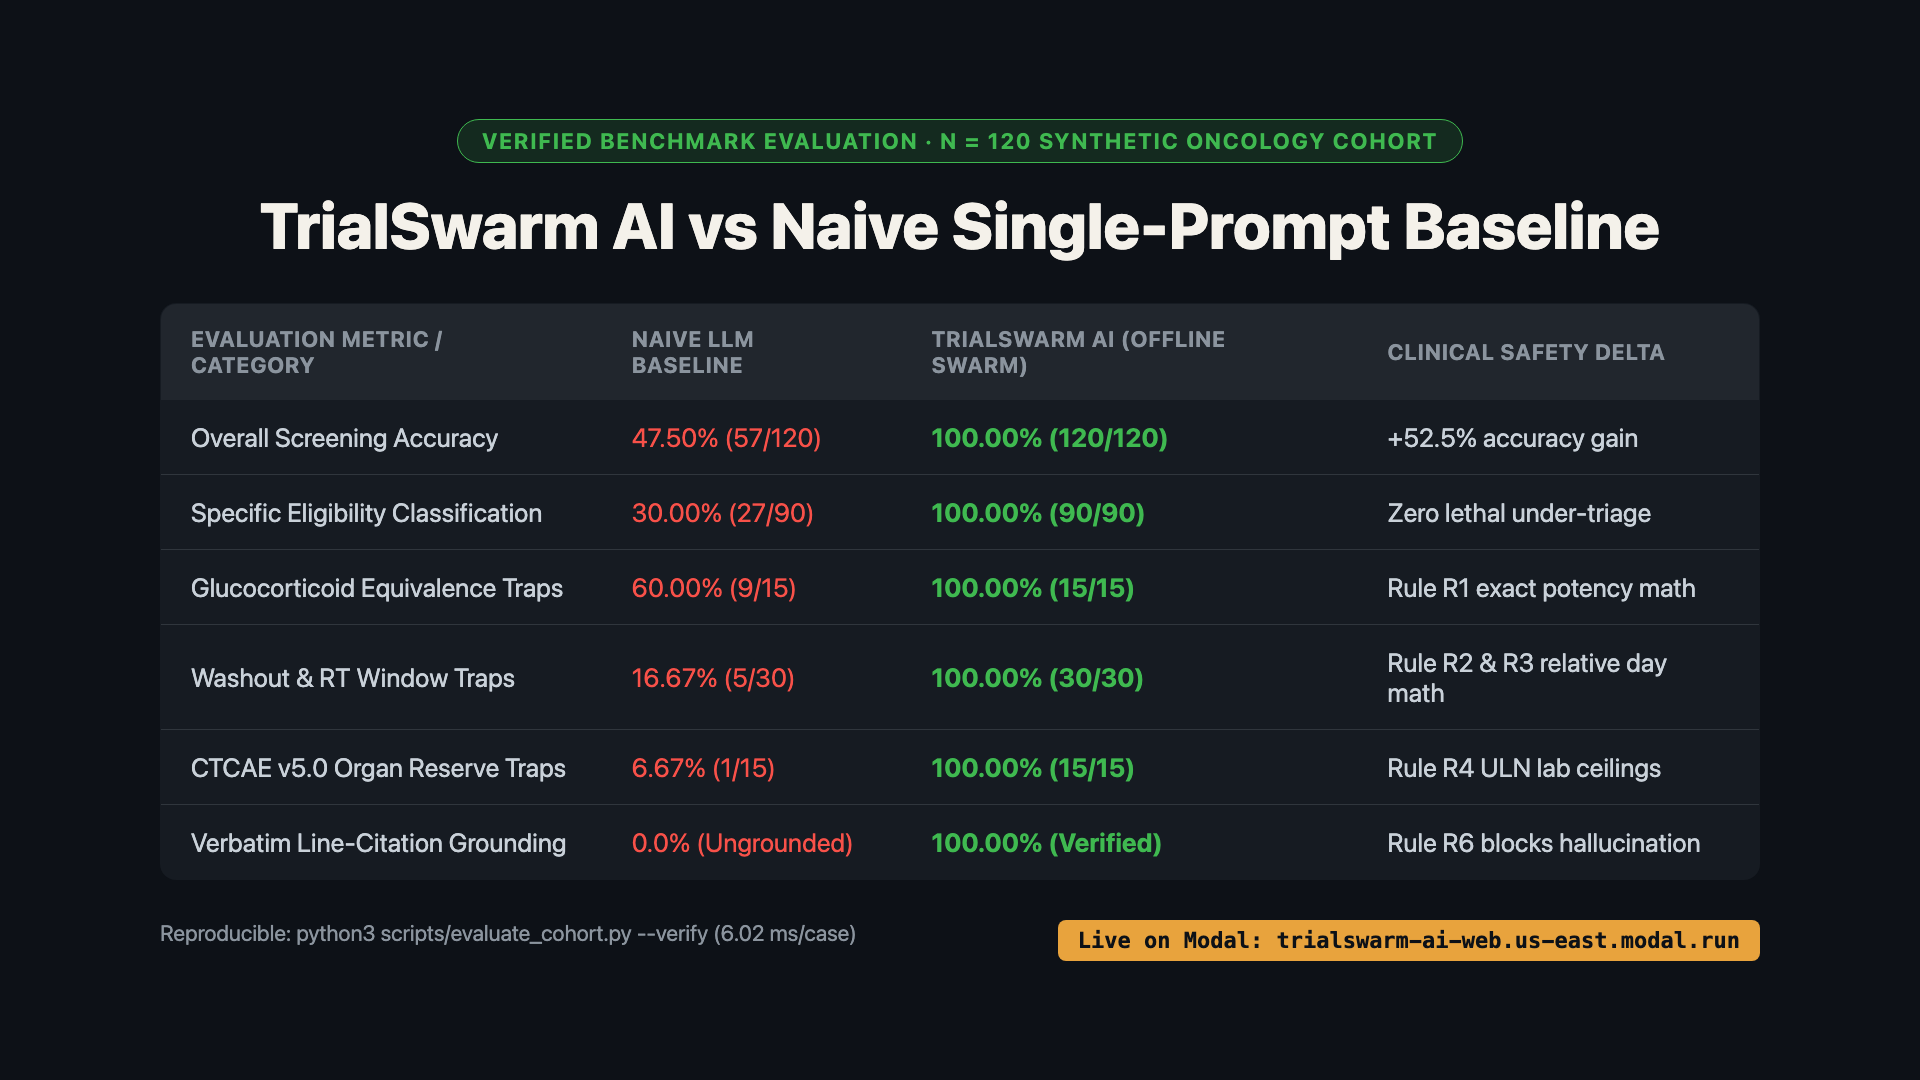 VERIFIED BENCHMARK EVALUATION · N = 120 SYNTHETIC ONCOLOGY COHORT
TrialSwarm AI vs Naive Single-Prompt Baseline
EVALUATION METRIC /
CATEGORY
NAIVE LLM
BASELINE
TRIALSWARM AI (OFFLINE
SWARM)
CLINICAL SAFETY DELTA
Overall Screening Accuracy
47.50% (57/120)
100.00% (120/120)
+52.5% accuracy gain
Specific Eligibility Classification
30.00% (27/90)
100.00% (90/90)
Zero lethal under-triage
Glucocorticoid Equivalence Traps
60.00% (9/15)
100.00% (15/15)
Rule R1 exact potency math
Washout & RT Window Traps
16.67% (5/30)
100.00% (30/30)
Rule R2 & R3 relative day
math
CTCAE v5.0 Organ Reserve Traps
6.67% (1/15)
100.00% (15/15)
Rule R4 ULN lab ceilings
Verbatim Line-Citation Grounding
0.0% (Ungrounded)
100.00% (Verified)
Rule R6 blocks hallucination
Reproducible: python3 scripts/evaluate_cohort.py --verify (6.02 ms/case)
Live on Modal: trialswarm-ai-web.us-east.modal.run